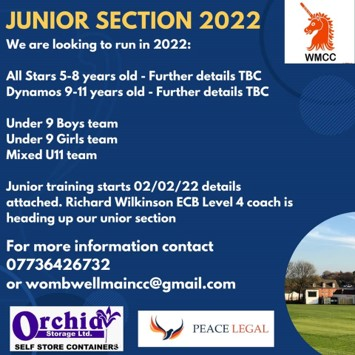 JUNIOR SECTION 2022
We are looking to run in 2022:
WMCC
All Stars 5-8 years old - Further details TBC
Dynamos 9-11 years old - Further details TBC
Under 9 Boys team
Under 9 Girls team
Mixed U11 team
Junior training starts 02/02/22 details
attached. Richard Wilkinson ECB Level 4 coach is
heading up our unior section
For more information contact
07736426732
or wombwellmaincc@gmail.com
Orchid
Storage Ltd.
SELF STORE CONTAINERS
PEACE LEGAL